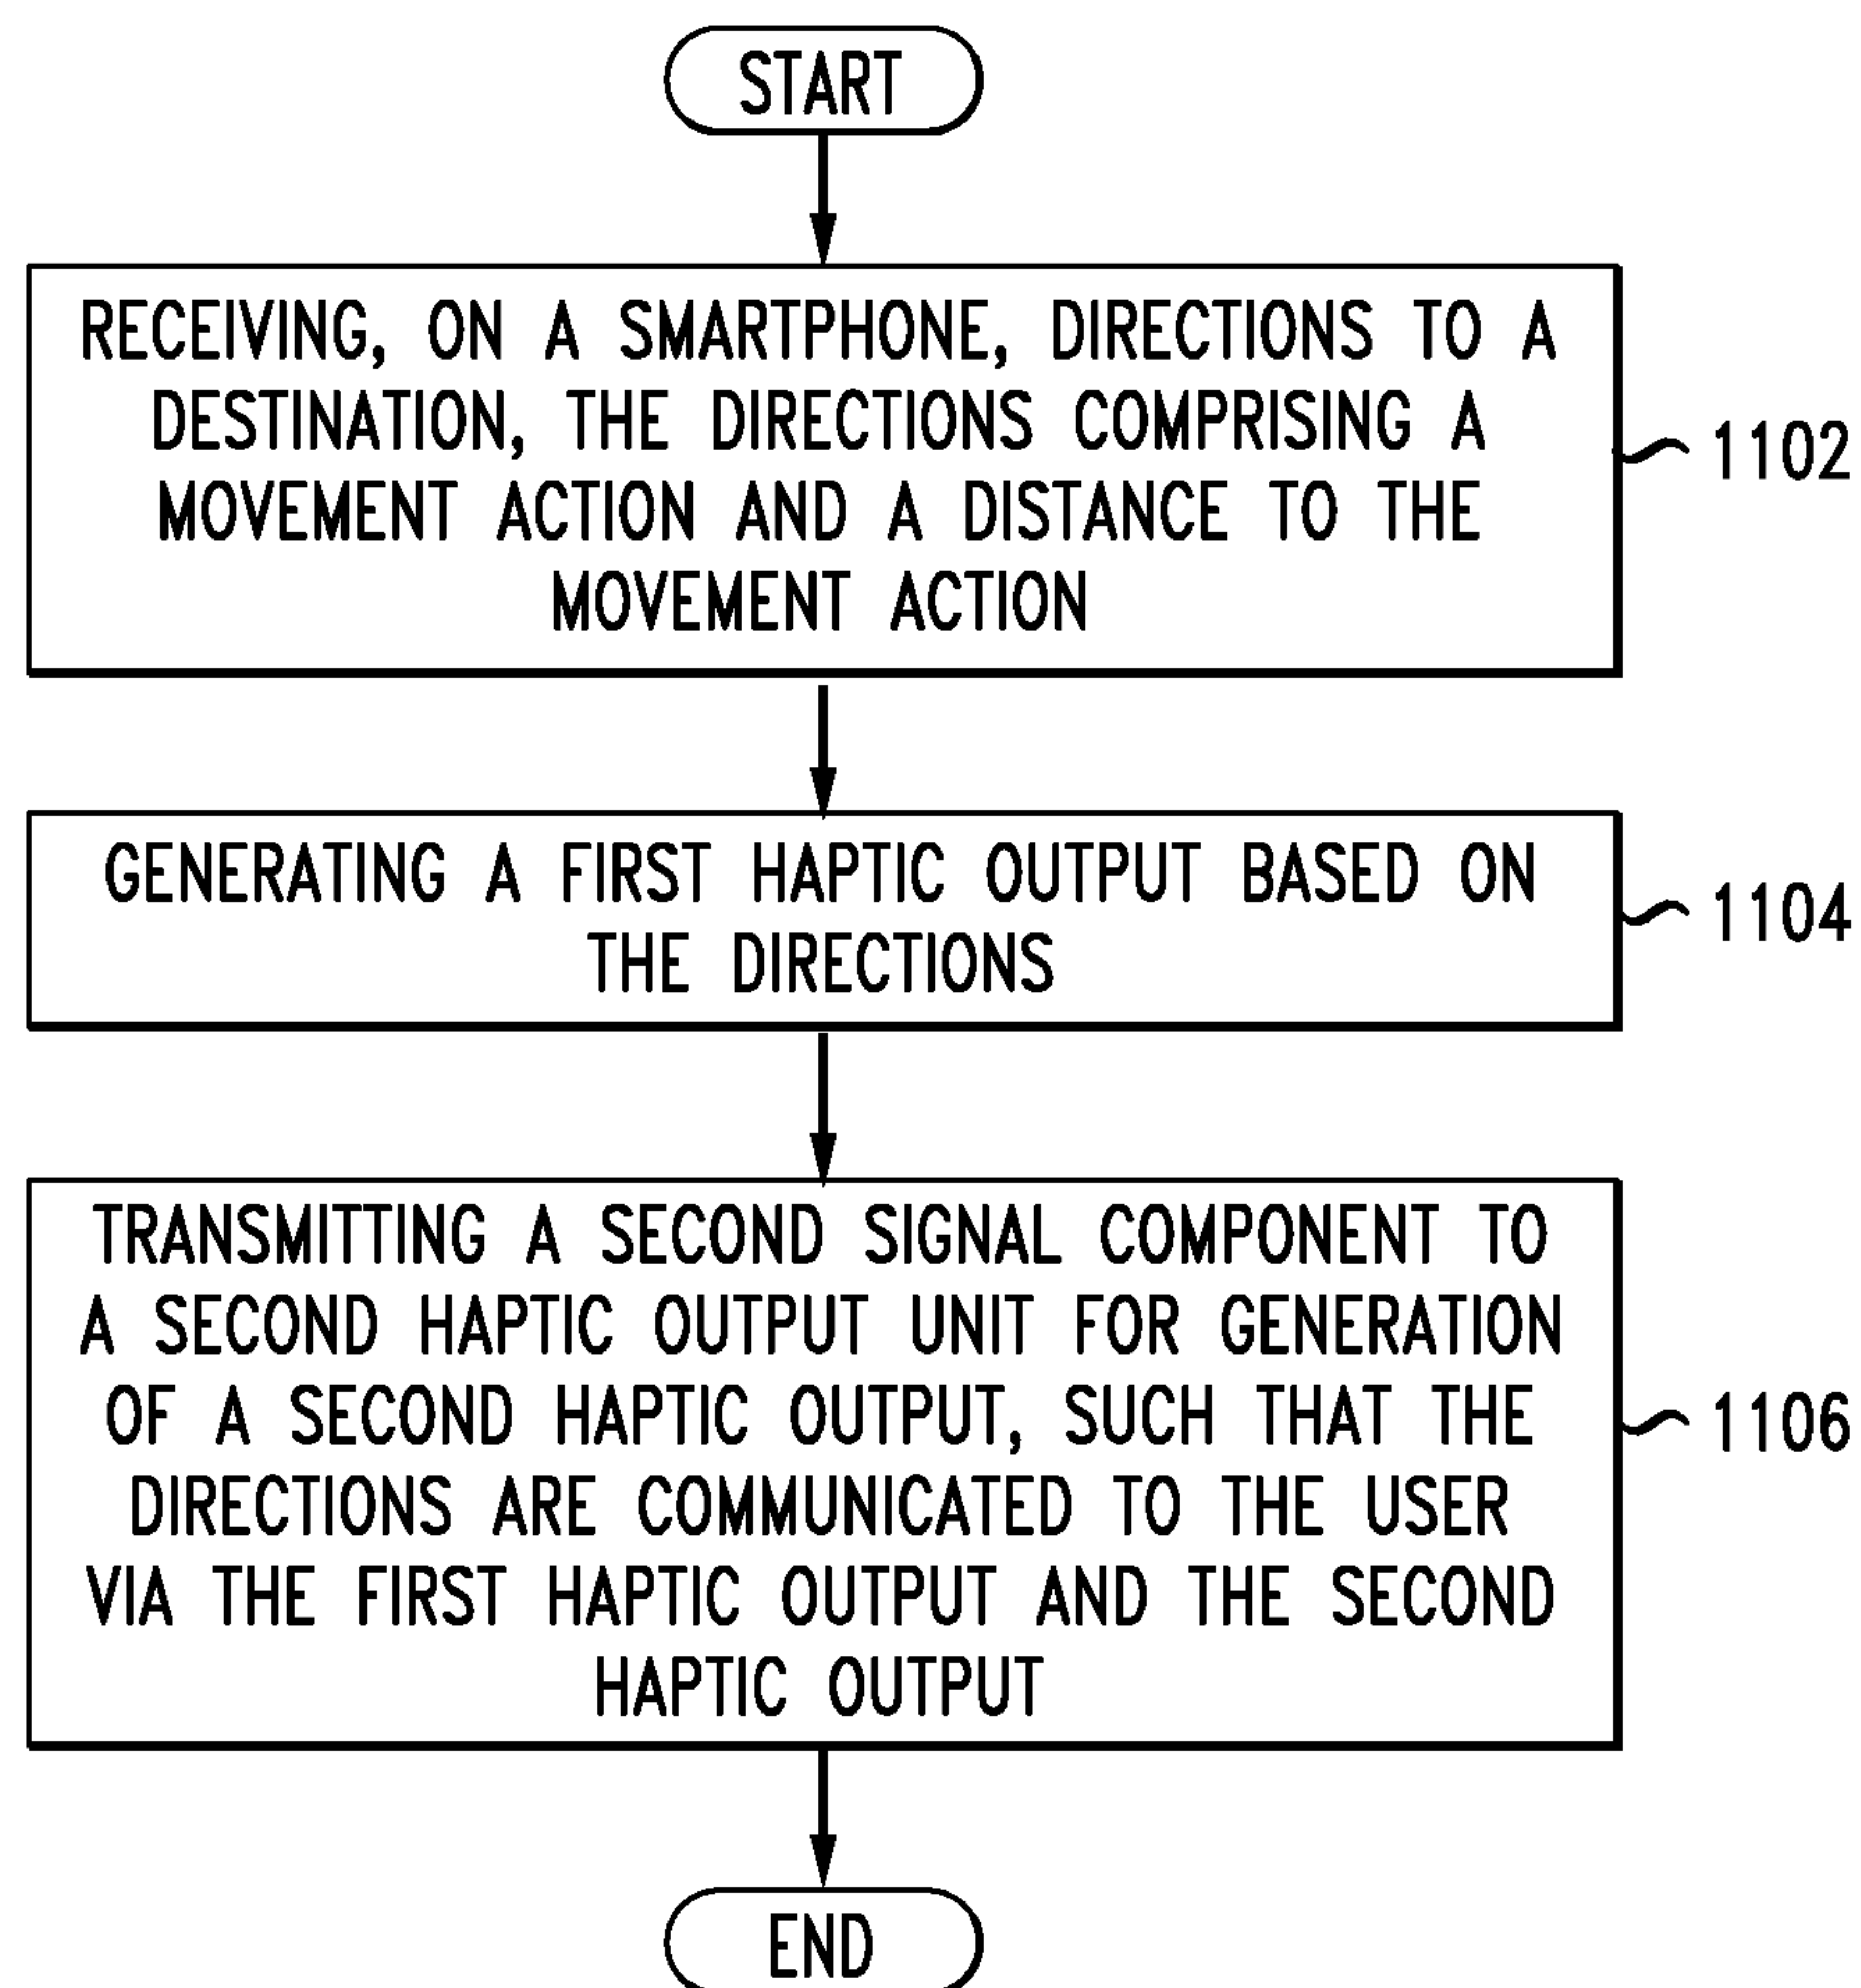 START
RECEIVING, ON A SMARTPHONE, DIRECTIONS TO A
DESTINATION, THE DIRECTIONS COMPRISING A
MOVEMENT ACTION AND A DISTANCE TO THE
MOVEMENT ACTION
1102
GENERATING A FIRST HAPTIC OUTPUT BASED ON
THE DIRECTIONS
1104
TRANSMITTING A SECOND SIGNAL COMPONENT TO
A SECOND HAPTIC OUTPUT UNIT FOR GENERATION
OF A SECOND HAPTIC OUTPUT, SUCH THAT THE
DIRECTIONS ARE COMMUNICATED TO THE USER
VIA THE FIRST HAPTIC OUTPUT AND THE SECOND
HAPTIC OUTPUT
1106
END